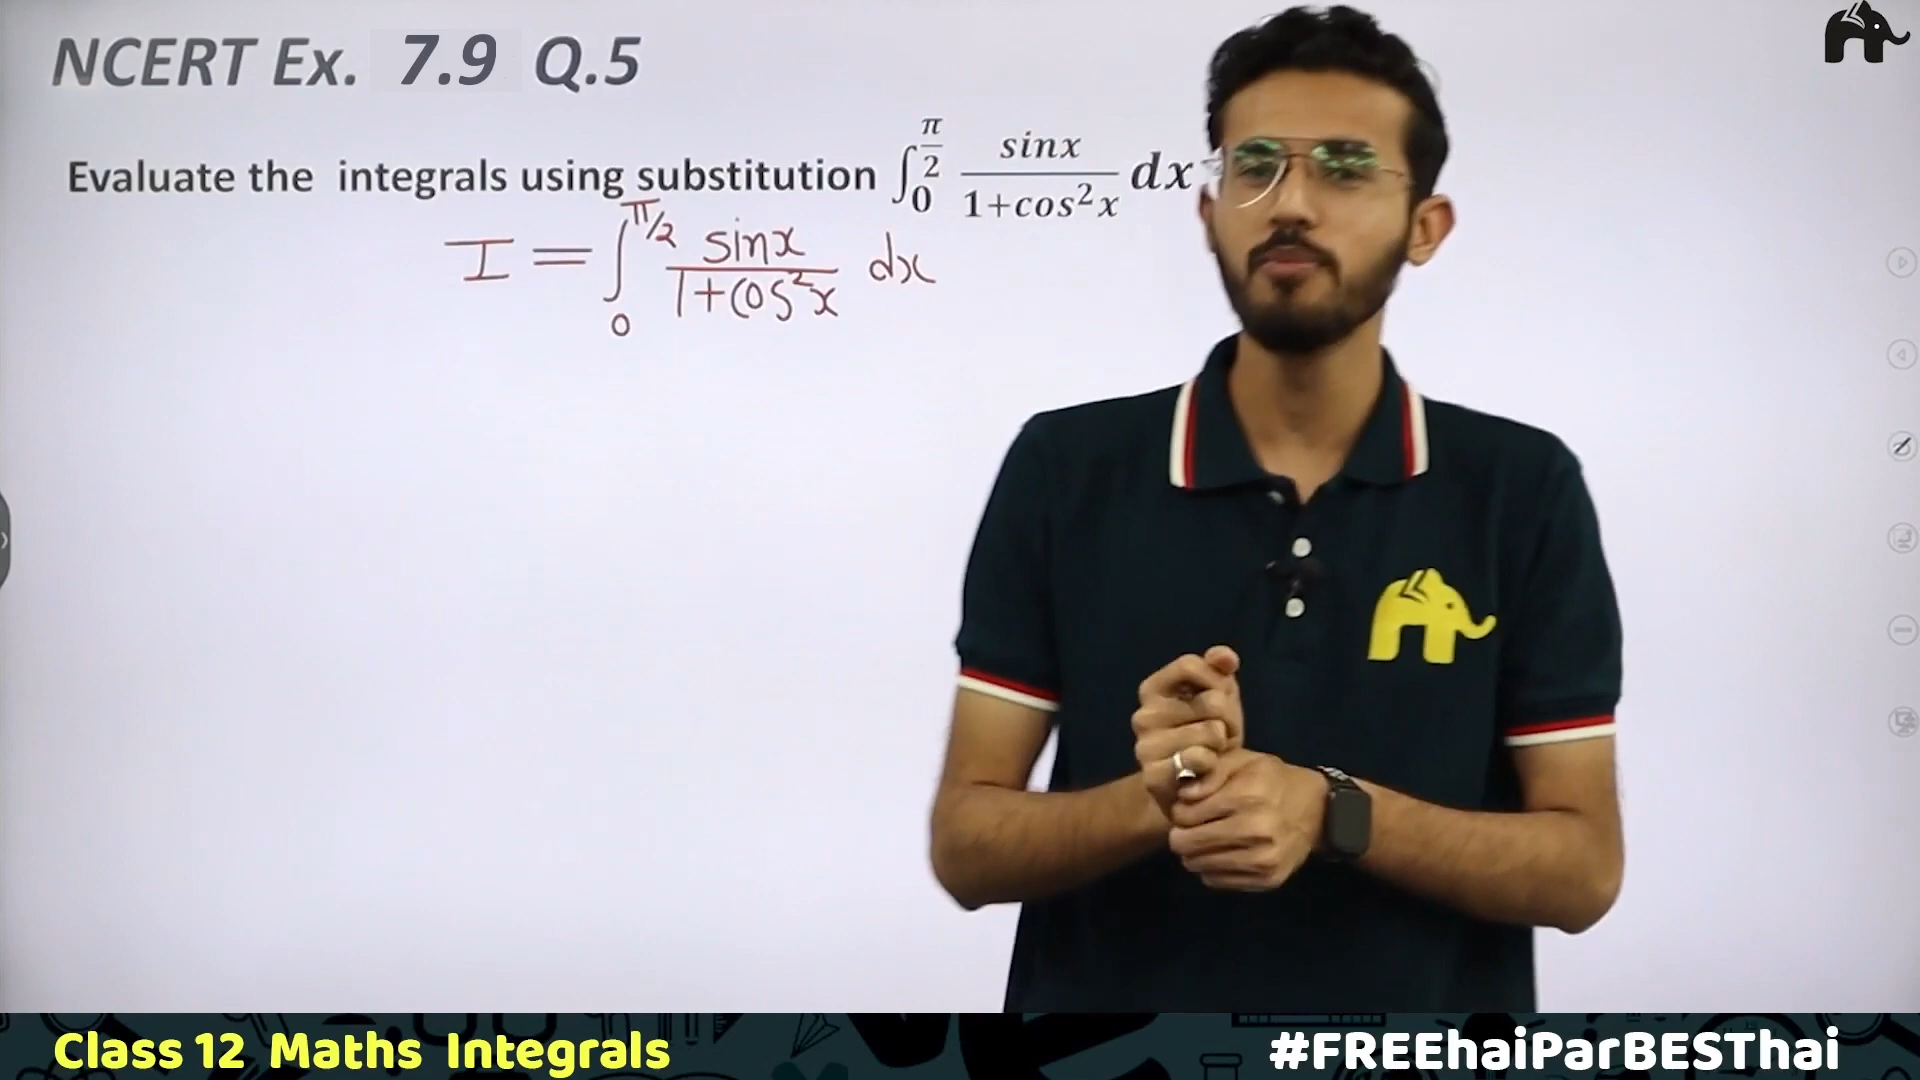 NCERT Ex. 7.9 Q.5
Evaluate the integrals using substitution ∫₀^(π/2) sinx/(1+cos²x) dx
I = ∫₀^(π/2) sinx/(1+cos²x) dx
Class 12 Maths Integrals
#FREEhaiParBESThai